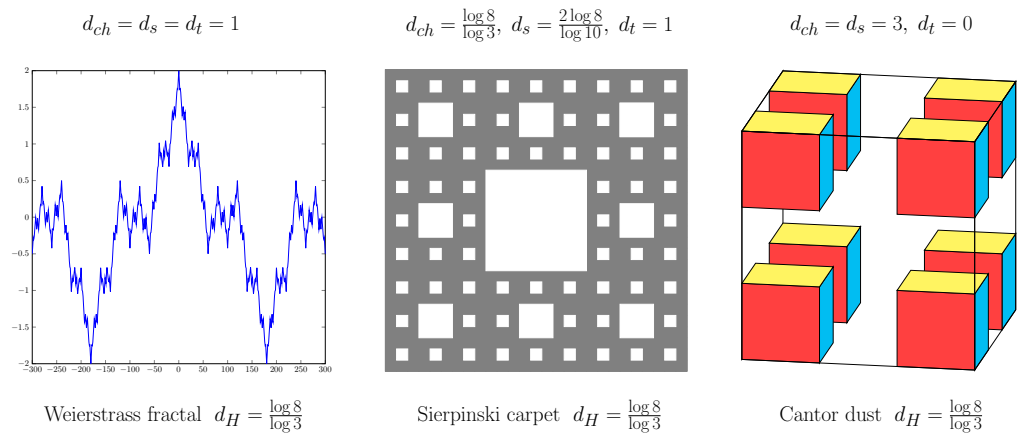 d_{ch} = d_s = d_t = 1
d_{ch} = \frac{\log 8}{\log 3}, d_s = \frac{2 \log 8}{\log 10}, d_t = 1
d_{ch} = d_s = 3, d_t = 0
2
1.5
1
0.5
0
−0.5
−1
−1.5
−2
−300 −250 −200 −150 −100 −50 0 50 100 150 200 250 300
Weierstrass fractal d_H = \frac{\log 8}{\log 3}
Sierpinski carpet d_H = \frac{\log 8}{\log 3}
Cantor dust d_H = \frac{\log 8}{\log 3}